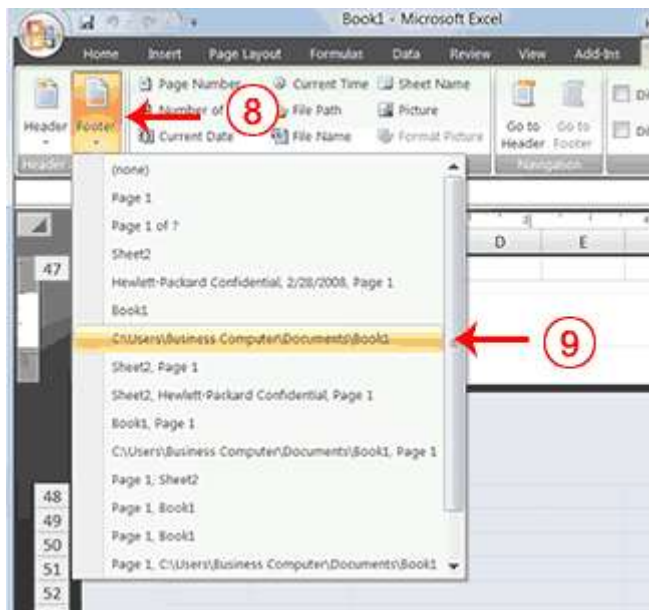 Book1 - Microsoft Excel
Home Insert Page Layout Formulas Data Review View Add-Ins
Page Number Current Time Sheet Name
Header Footer Number of File Path Picture Go to Header Go to Footer
Current Date File Name Format Picture
Header Navigation
8
(none)
Page 1
Page 1 of ?
Sheet2
Hewlett-Packard Confidential, 2/28/2008, Page 1
Book1
C:\Users\Business Computer\Documents\Book1
9
Sheet2, Page 1
Sheet2, Hewlett-Packard Confidential, Page 1
Book1, Page 1
C:\Users\Business Computer\Documents\Book1, Page 1
Page 1, Sheet2
Page 1, Book1
Page 1, Book1
Page 1, C:\Users\Business Computer\Documents\Book1
D E
47
48
49
50
51
52